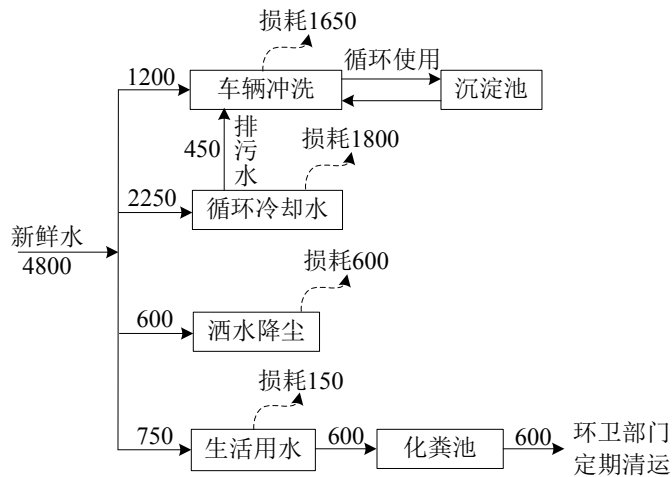 损耗1650
循环使用
1200
车辆冲洗
沉淀池
450
排污水
损耗1800
2250
循环冷却水
新鲜水
4800
损耗600
600
洒水降尘
损耗150
750
生活用水
600
化粪池
600
环卫部门
定期清运